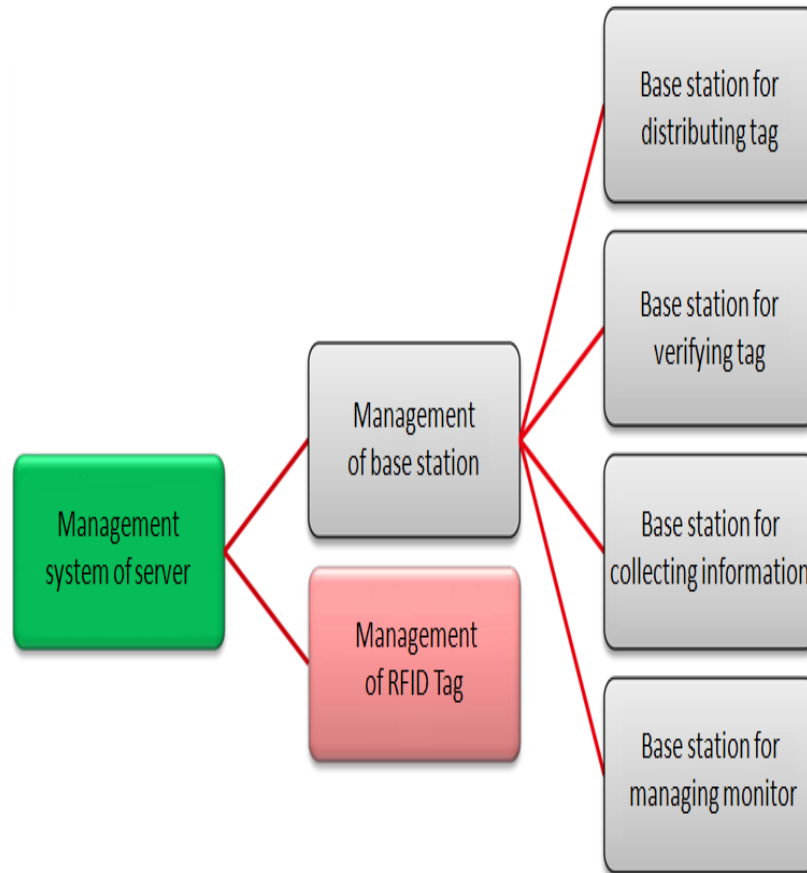 Management
system of server
Management
of base station
Management
of RFID Tag
Base station for
distributing tag
Base station for
verifying tag
Base station for
collecting information
Base station for
managing monitor